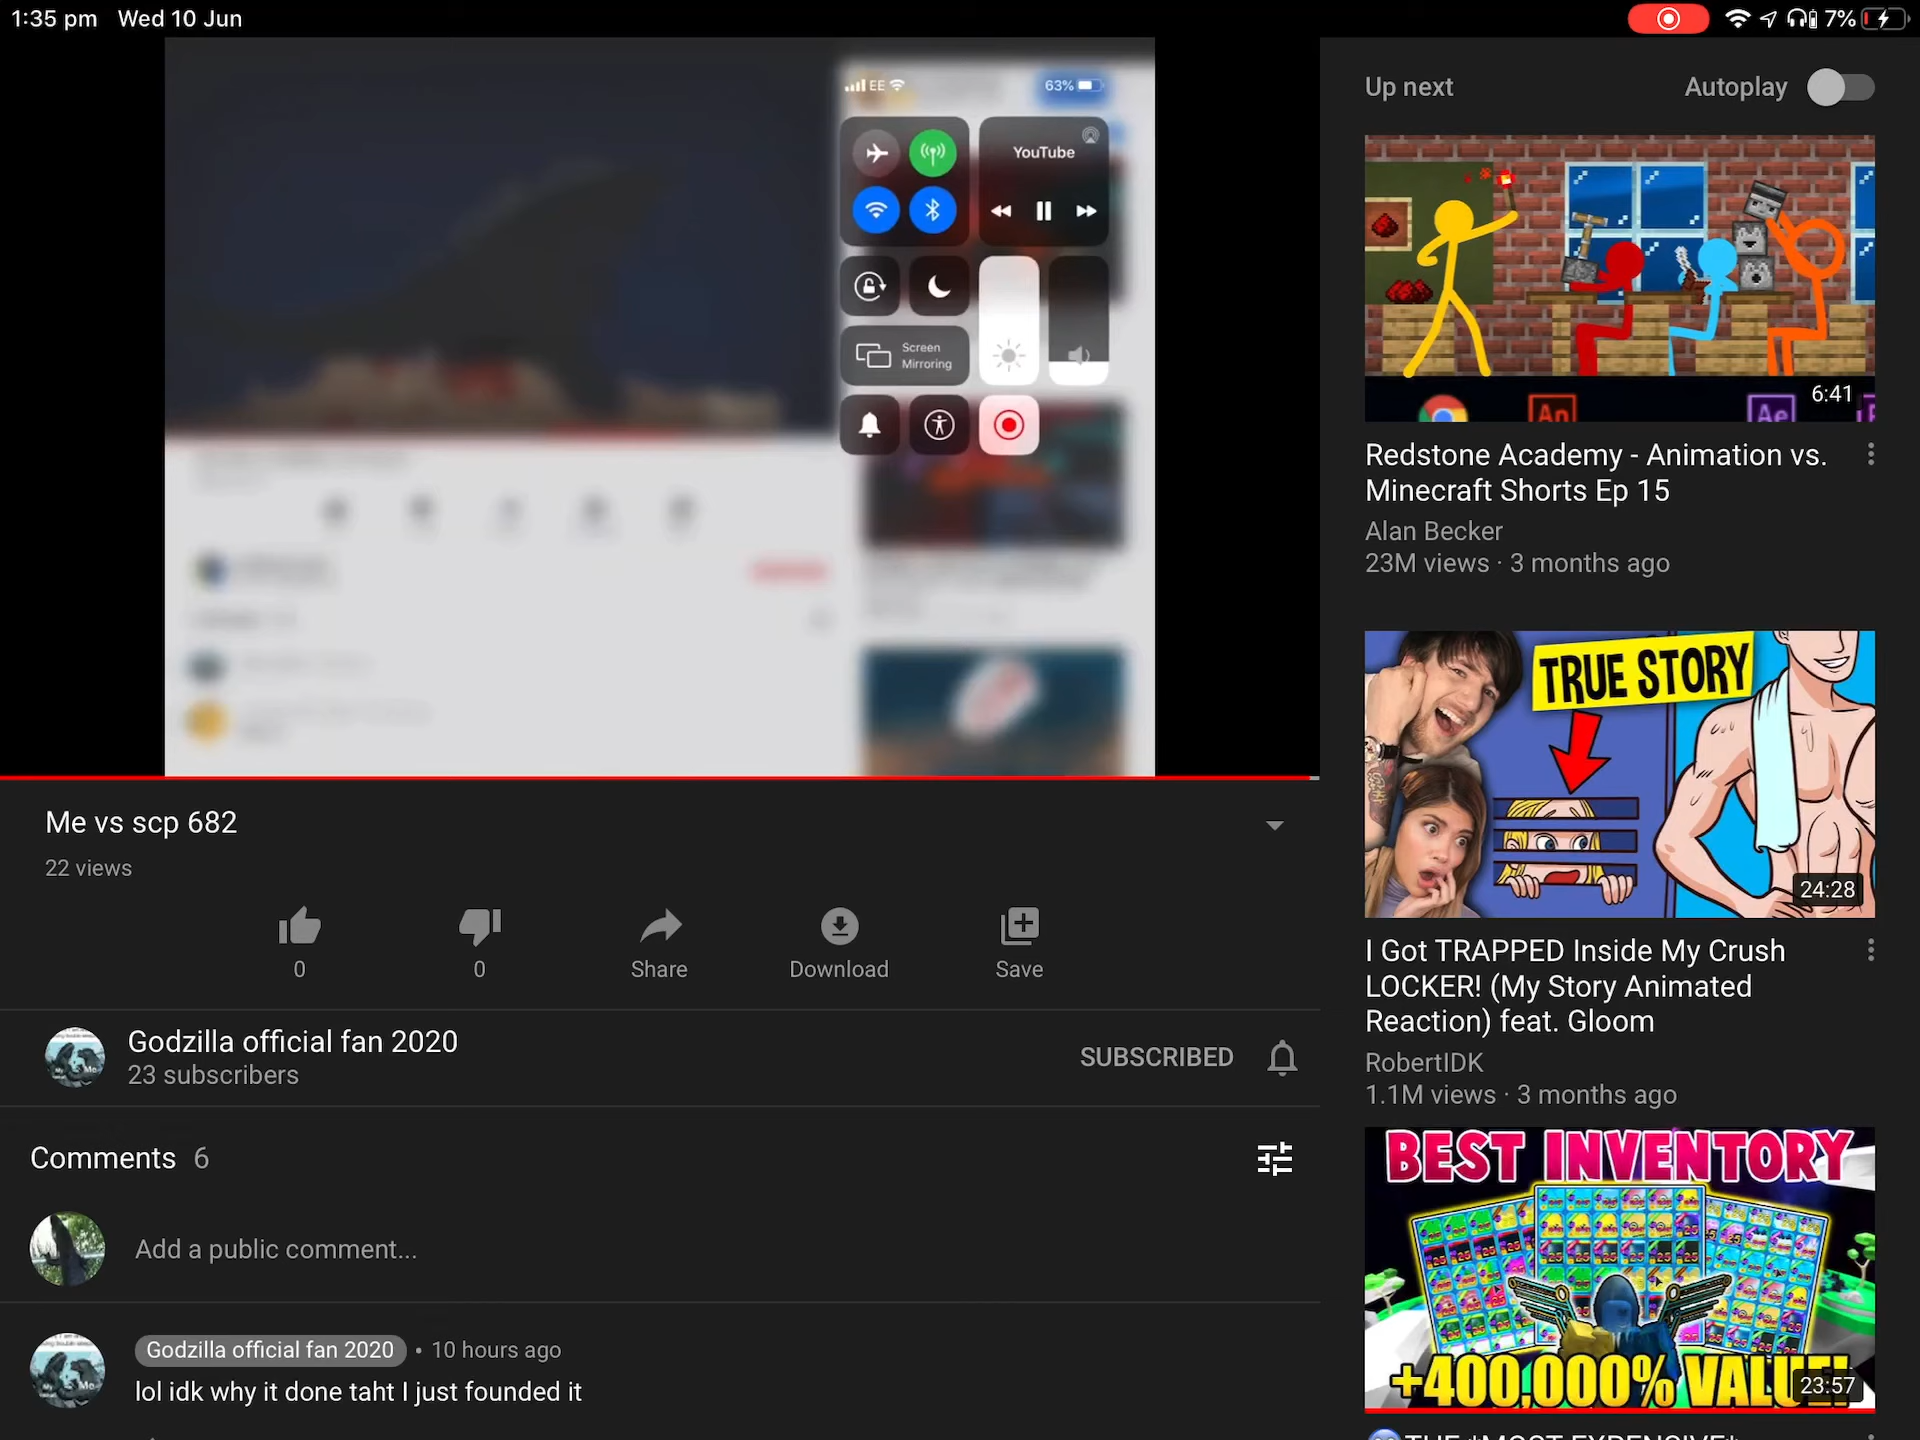 1:35 pm Wed 10 Jun
7%
EE
63%
YouTube
Screen
Mirroring
Me vs scp 682
22 views
0
0
Share
Download
Save
Godzilla official fan 2020
23 subscribers
SUBSCRIBED
Comments 6
Add a public comment...
Godzilla official fan 2020 • 10 hours ago
lol idk why it done taht I just founded it
Up next
Autoplay
An
Ae
6:41
Redstone Academy - Animation vs.
Minecraft Shorts Ep 15
Alan Becker
23M views · 3 months ago
TRUE STORY
24:28
I Got TRAPPED Inside My Crush
LOCKER! (My Story Animated
Reaction) feat. Gloom
RobertIDK
1.1M views · 3 months ago
BEST INVENTORY
+400,000% VALUE!
23:57
THE *MOST EXPENSIVE*